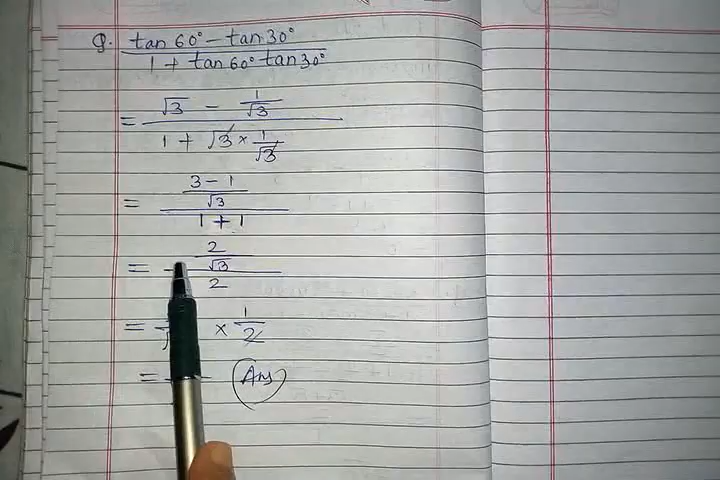 Q. tan 60° - tan 30°
1 + tan 60° tan 30°
= √3 - 1/√3
1 + √3 × 1/√3
= 3 - 1
√3
1 + 1
= 2
√3
2
= × 1/2
= Ans